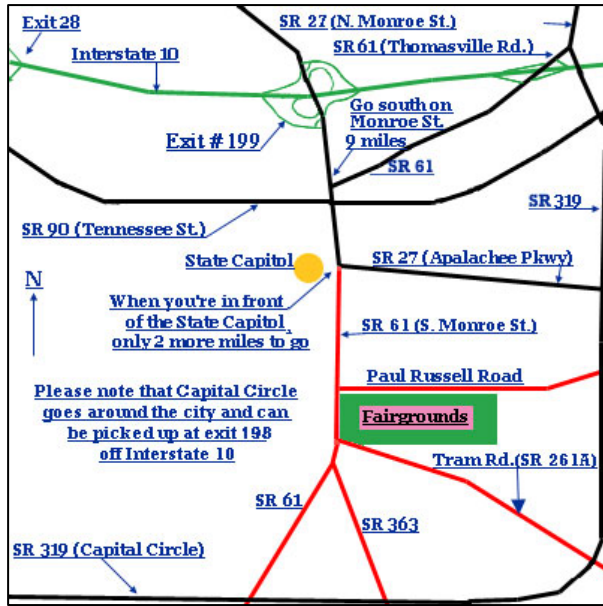 Exit 28
SR 27 (N. Monroe St.)
Interstate 10
SR 61 (Thomasville Rd.)
Go south on
Monroe St.
9 miles
Exit # 199
SR 61
SR 319
SR 90 (Tennessee St.)
State Capitol
SR 27 (Apalachee Pkwy)
N
When you're in front
of the State Capitol,
only 2 more miles to go
SR 61 (S. Monroe St.)
Paul Russell Road
Please note that Capital Circle
goes around the city and can
be picked up at exit 198
off Interstate 10
Fairgrounds
Tram Rd.(SR 261A)
SR 61
SR 363
SR 319 (Capital Circle)